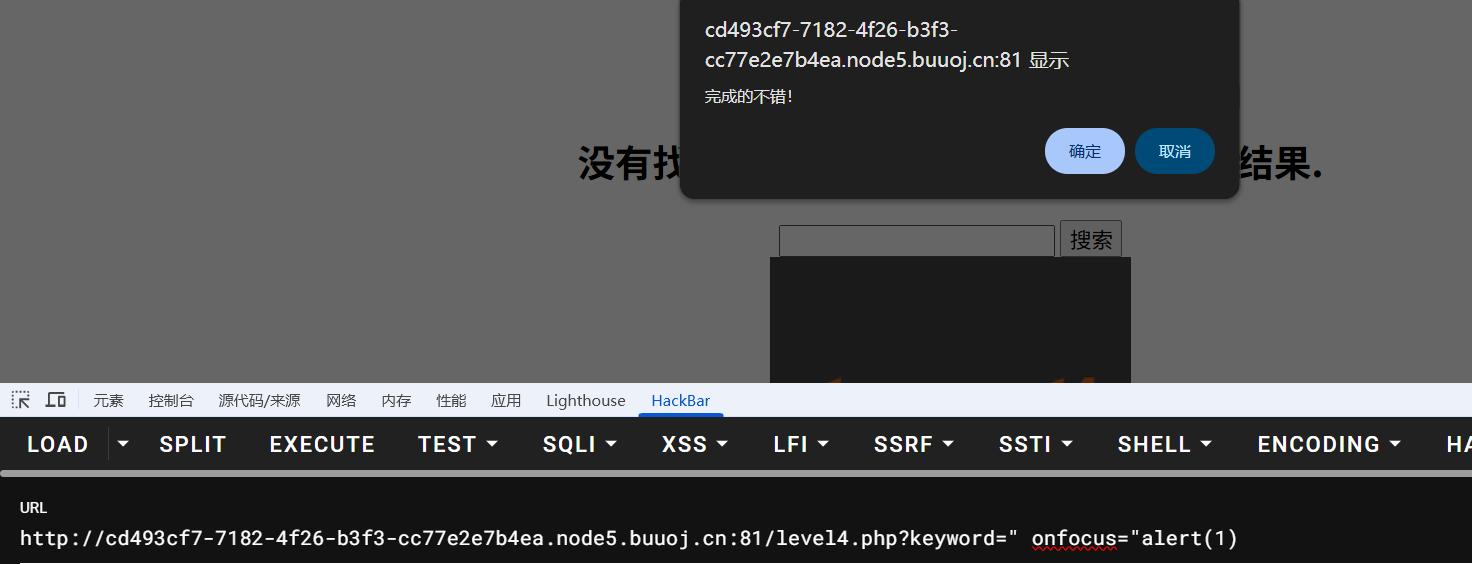 cd493cf7-7182-4f26-b3f3-
cc77e2e7b4ea.node5.buuoj.cn:81 显示
完成的不错!
确定 取消
没有找 结果.
搜索
元素 控制台 源代码/来源 网络 内存 性能 应用 Lighthouse HackBar
LOAD SPLIT EXECUTE TEST SQLI XSS LFI SSRF SSTI SHELL ENCODING HA
URL
http://cd493cf7-7182-4f26-b3f3-cc77e2e7b4ea.node5.buuoj.cn:81/level4.php?keyword=" onfocus="alert(1)